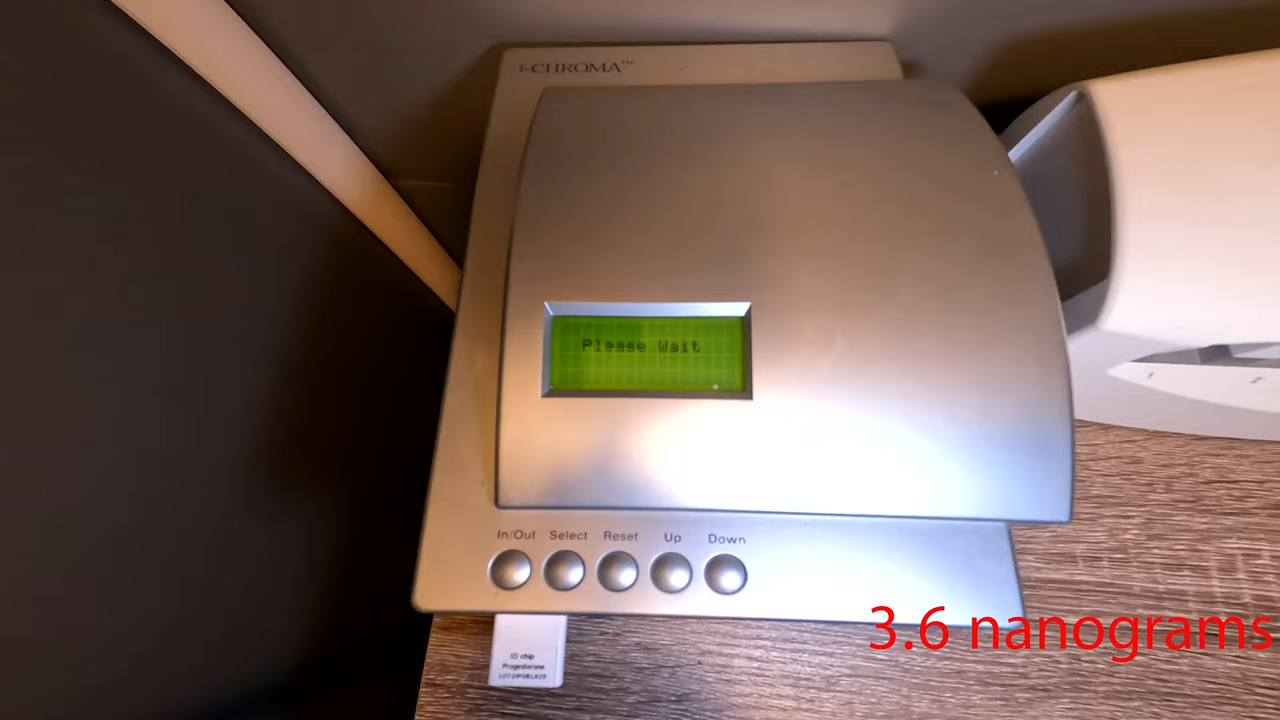 i-CHROMA™
Please Wait
In/Out Select Reset Up Down
ID chip
Progesterone
3.6 nanograms